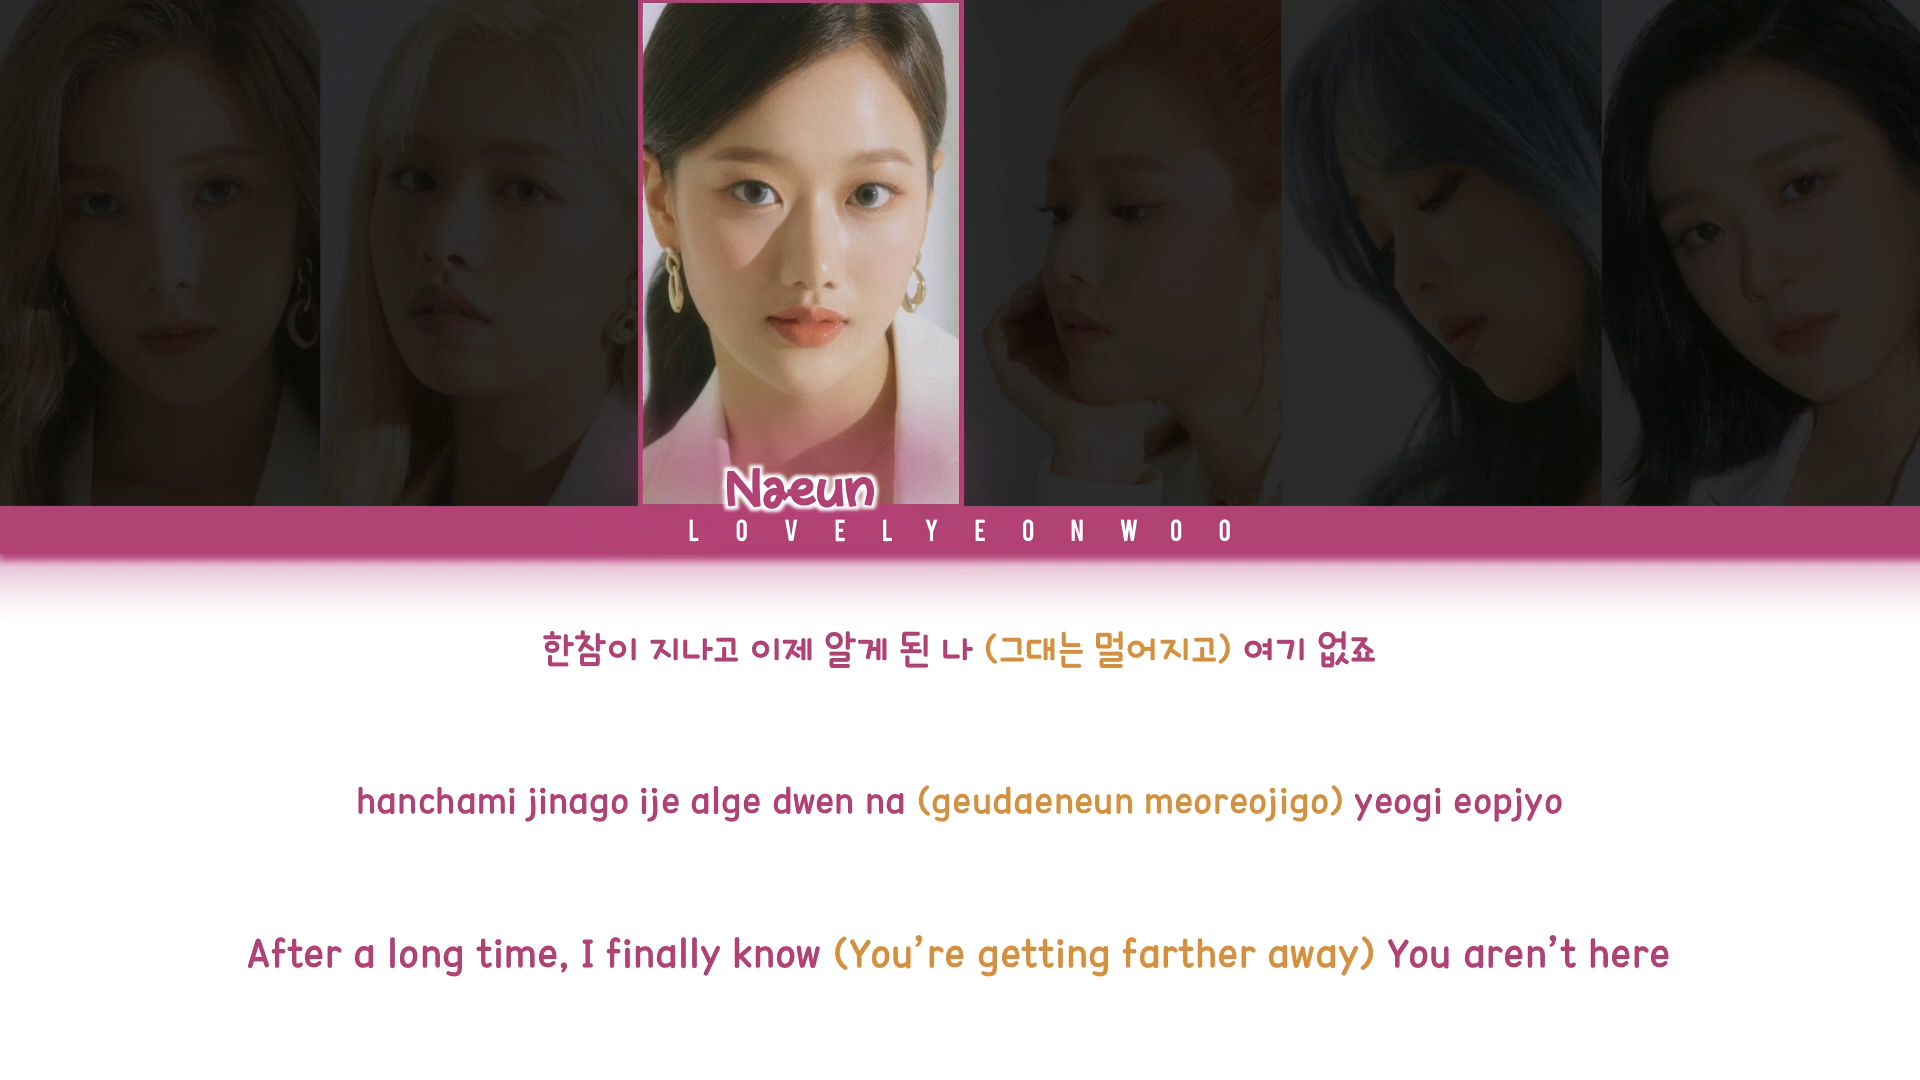 Naeun
LOVELYEONWOO
한참이 지나고 이제 알게 된 나 (그대는 멀어지고) 여기 없죠
hanchami jinago ije alge dwen na (geudaeneun meoreojigo) yeogi eopjyo
After a long time, I finally know (You're getting farther away) You aren't here